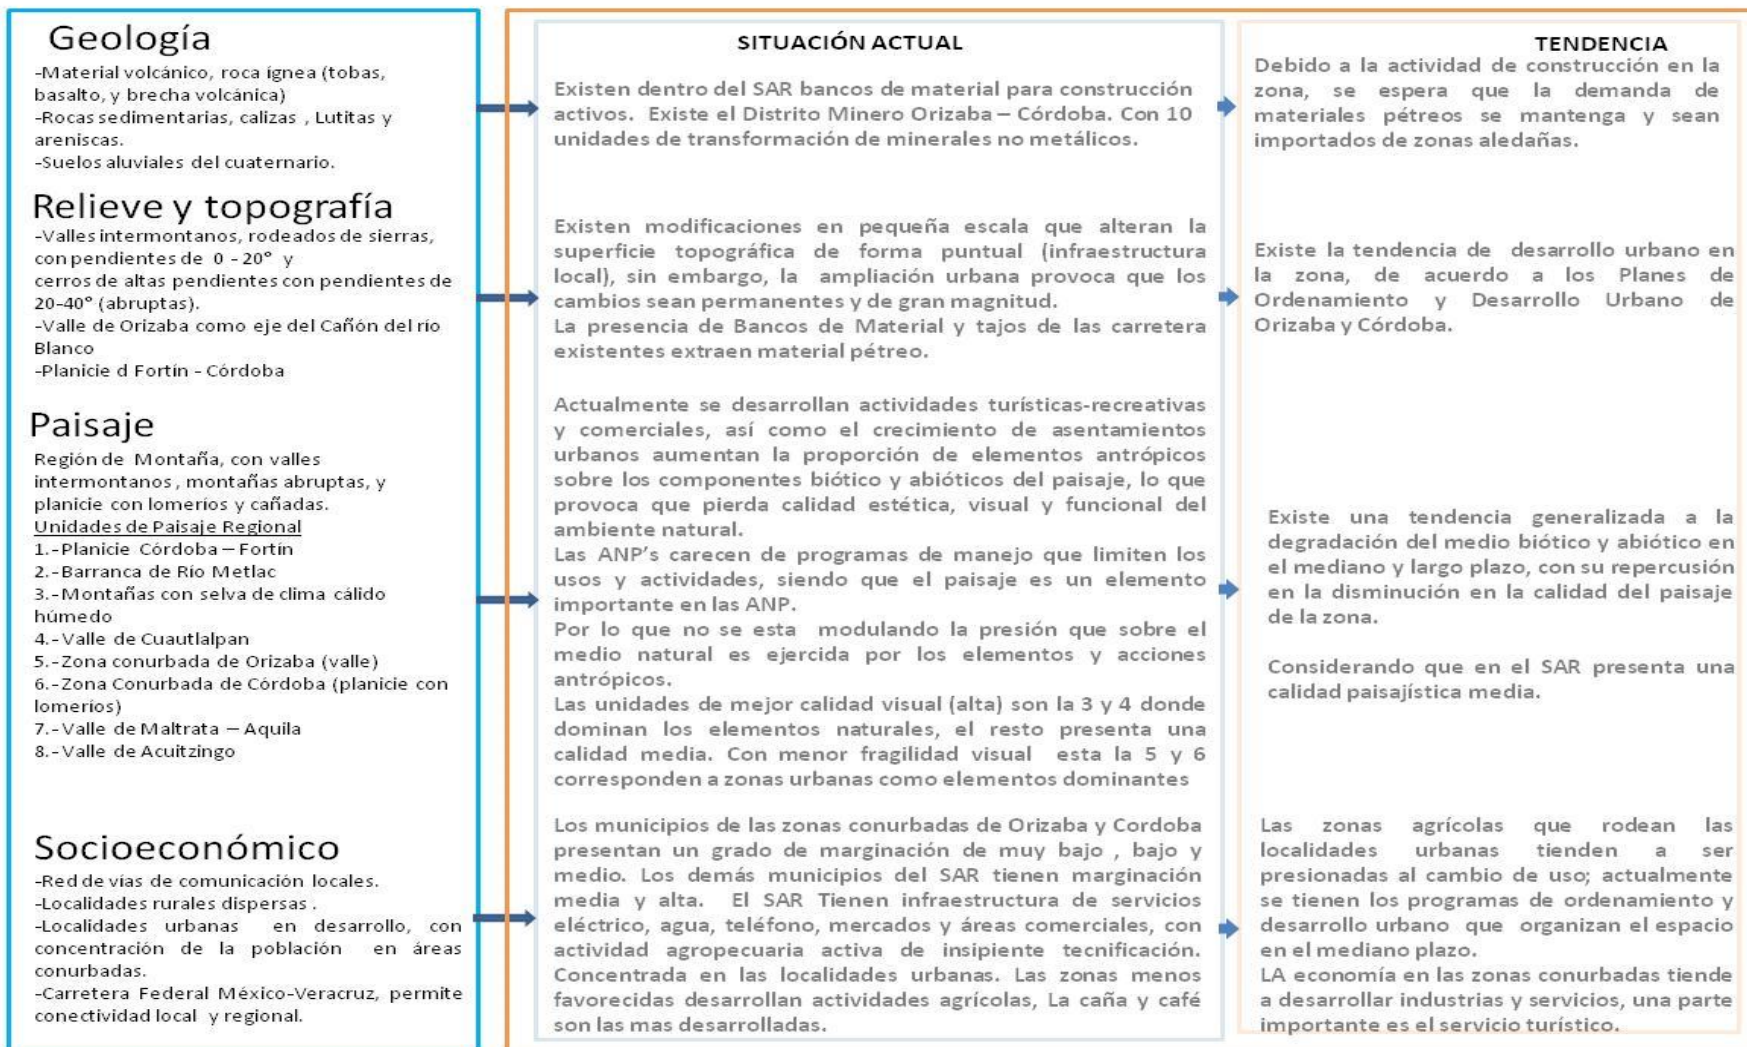 Geología
-Material volcánico, roca ígnea (tobas,
basalto, y brecha volcánica)
-Rocas sedimentarias, calizas , Lutitas y
areniscas.
-Suelos aluviales del cuaternario.
Relieve y topografía
-Valles intermontanos, rodeados de sierras,
con pendientes de 0 - 20° y
cerros de altas pendientes con pendientes de
20-40° (abruptas).
-Valle de Orizaba como eje del Cañón del río
Blanco
-Planicie d Fortín - Córdoba
Paisaje
Región de Montaña, con valles
intermontanos , montañas abruptas, y
planicie con lomeríos y cañadas.
Unidades de Paisaje Regional
1.-Planicie Córdoba – Fortín
2.-Barranca de Río Metlac
3.-Montañas con selva de clima cálido
húmedo
4.-Valle de Cuautlalpan
5.-Zona conurbada de Orizaba (valle)
6.-Zona Conurbada de Córdoba (planicie con
lomeríos)
7.-Valle de Maltrata – Aquila
8.-Valle de Acuitzingo
Socioeconómico
-Red de vías de comunicación locales.
-Localidades rurales dispersas .
-Localidades urbanas en desarrollo, con
concentración de la población en áreas
conurbadas.
-Carretera Federal México-Veracruz, permite
conectividad local y regional.
SITUACIÓN ACTUAL
Existen dentro del SAR bancos de material para construcción
activos. Existe el Distrito Minero Orizaba – Córdoba. Con 10
unidades de transformación de minerales no metálicos.
Existen modificaciones en pequeña escala que alteran la
superficie topográfica de forma puntual (infraestructura
local), sin embargo, la ampliación urbana provoca que los
cambios sean permanentes y de gran magnitud.
La presencia de Bancos de Material y tajos de las carretera
existentes extraen material pétreo.
Actualmente se desarrollan actividades turísticas-recreativas
y comerciales, así como el crecimiento de asentamientos
urbanos aumentan la proporción de elementos antrópicos
sobre los componentes biótico y abióticos del paisaje, lo que
provoca que pierda calidad estética, visual y funcional del
ambiente natural.
Las ANP's carecen de programas de manejo que limiten los
usos y actividades, siendo que el paisaje es un elemento
importante en las ANP.
Por lo que no se esta modulando la presión que sobre el
medio natural es ejercida por los elementos y acciones
antrópicos.
Las unidades de mejor calidad visual (alta) son la 3 y 4 donde
dominan los elementos naturales, el resto presenta una
calidad media. Con menor fragilidad visual esta la 5 y 6
corresponden a zonas urbanas como elementos dominantes
Los municipios de las zonas conurbadas de Orizaba y Cordoba
presentan un grado de marginación de muy bajo , bajo y
medio. Los demás municipios del SAR tienen marginación
media y alta. El SAR Tienen infraestructura de servicios
eléctrico, agua, teléfono, mercados y áreas comerciales, con
actividad agropecuaria activa de insipiente tecnificación.
Concentrada en las localidades urbanas. Las zonas menos
favorecidas desarrollan actividades agrícolas, La caña y café
son las mas desarrolladas.
TENDENCIA
Debido a la actividad de construcción en la
zona, se espera que la demanda de
materiales pétreos se mantenga y sean
importados de zonas aledañas.
Existe la tendencia de desarrollo urbano en
la zona, de acuerdo a los Planes de
Ordenamiento y Desarrollo Urbano de
Orizaba y Córdoba.
Existe una tendencia generalizada a la
degradación del medio biótico y abiótico en
el mediano y largo plazo, con su repercusión
en la disminución en la calidad del paisaje
de la zona.
Considerando que en el SAR presenta una
calidad paisajística media.
Las zonas agrícolas que rodean las
localidades urbanas tienden a ser
presionadas al cambio de uso; actualmente
se tienen los programas de ordenamiento y
desarrollo urbano que organizan el espacio
en el mediano plazo.
LA economía en las zonas conurbadas tiende
a desarrollar industrias y servicios, una parte
importante es el servicio turístico.